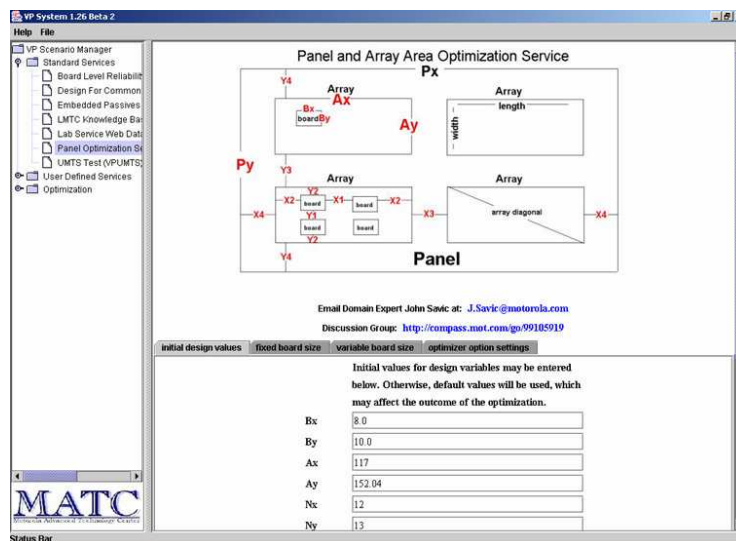 VP System 1.26 Beta 2
Help File
VP Scenario Manager
Standard Services
Board Level Reliabilit
Design For Common
Embedded Passives
LMTC Knowledge Ba
Lab Service Web Data
Panel Optimization Se
UMTS Test (VPUMTS)
User Defined Services
Optimization
MATC
Motorola Advanced Technology Center
Status Bar
Panel and Array Area Optimization Service
Px
Y4
Array
Ax
Bx
board By
Ay
Array
length
width
Py
Y3
Array
Y2
X2 board X1 board X2
Y1
board board
Y2
X4
X3
Array
array diagonal
X4
Y4
Panel
Email Domain Expert John Savic at: J.Savic@motorola.com
Discussion Group: http://compass.mot.com/go/99105919
initial design values fixed board size variable board size optimizer option settings
Initial values for design variables may be entered
below. Otherwise, default values will be used, which
may affect the outcome of the optimization.
Bx 8.0
By 10.0
Ax 117
Ay 152.04
Nx 12
Ny 13